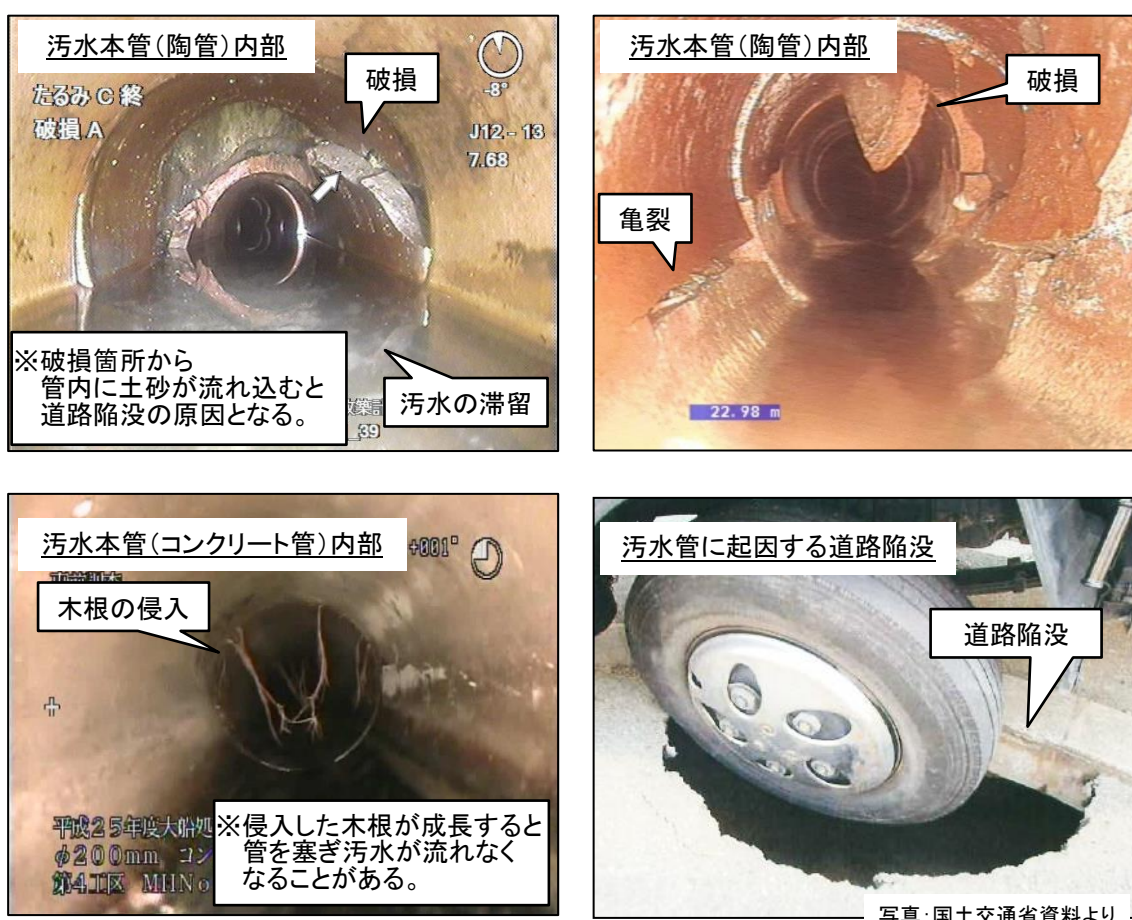 汚水本管(陶管)内部
破損
たるみ C 終
破損 A
-8°
J12 - 13
7.68
※破損箇所から
管内に土砂が流れ込むと
道路陥没の原因となる。
汚水の滞留
_39
汚水本管(陶管)内部
破損
亀裂
22.98 m
汚水本管(コンクリート管)内部
+001°
木根の侵入
平成25年度大船処
φ200mm コン
第4工区 MHNo
※侵入した木根が成長すると
管を塞ぎ汚水が流れなく
なることがある。
汚水管に起因する道路陥没
道路陥没
写真:国土交通省資料より